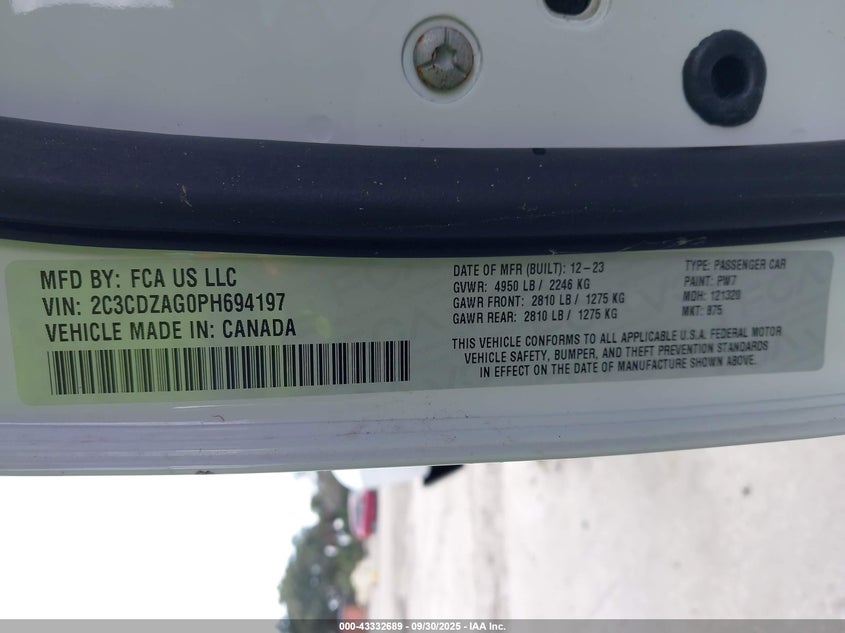 MFD BY: FCA US LLC
VIN: 2C3CDZAG0PH694197
VEHICLE MADE IN: CANADA
DATE OF MFR (BUILT): 12-23
GVWR: 4950 LB / 2246 KG
GAWR FRONT: 2810 LB / 1275 KG
GAWR REAR: 2810 LB / 1275 KG
TYPE: PASSENGER CAR
PAINT: PW7
MDH: 121320
MKT: 875
THIS VEHICLE CONFORMS TO ALL APPLICABLE U.S.A. FEDERAL MOTOR
VEHICLE SAFETY, BUMPER, AND THEFT PREVENTION STANDARDS
IN EFFECT ON THE DATE OF MANUFACTURE SHOWN ABOVE.
000-43332689 - 09/30/2025 - IAA Inc.